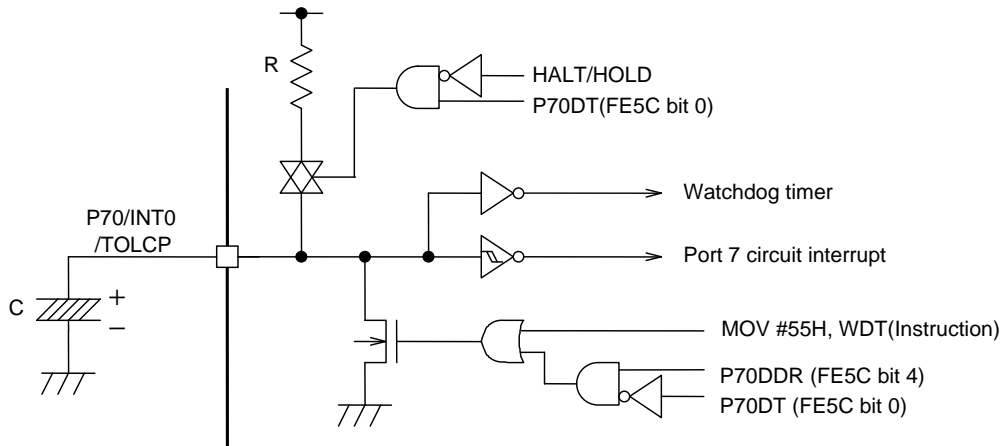 R
HALT/HOLD
P70DT(FE5C bit 0)
P70/INT0
/TOLCP
Watchdog timer
Port 7 circuit interrupt
C
+
−
MOV #55H, WDT(Instruction)
P70DDR (FE5C bit 4)
P70DT (FE5C bit 0)